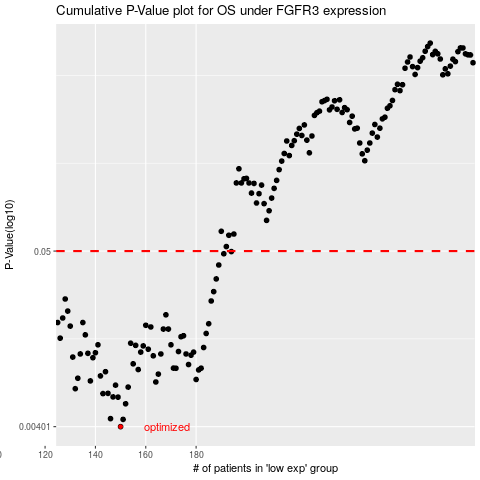 Cumulative P-Value plot for OS under FGFR3 expression
P-Value(log10)
0.05
0.00401
optimized
0 120 140 160 180
# of patients in 'low exp' group